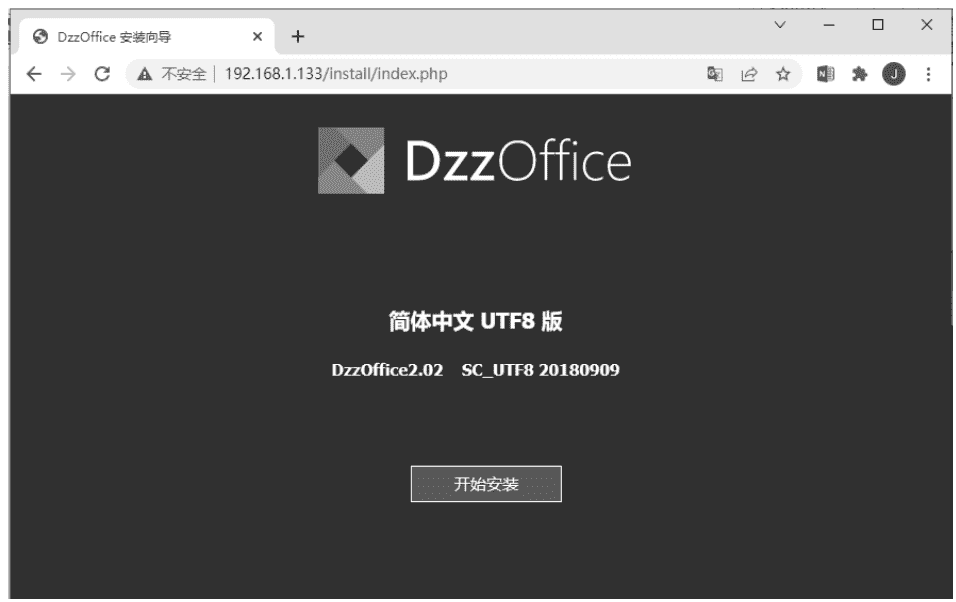 DzzOffice 安装向导
不安全 192.168.1.133/install/index.php
J
DzzOffice
简体中文 UTF8 版
DzzOffice2.02 SC_UTF8 20180909
开始安装